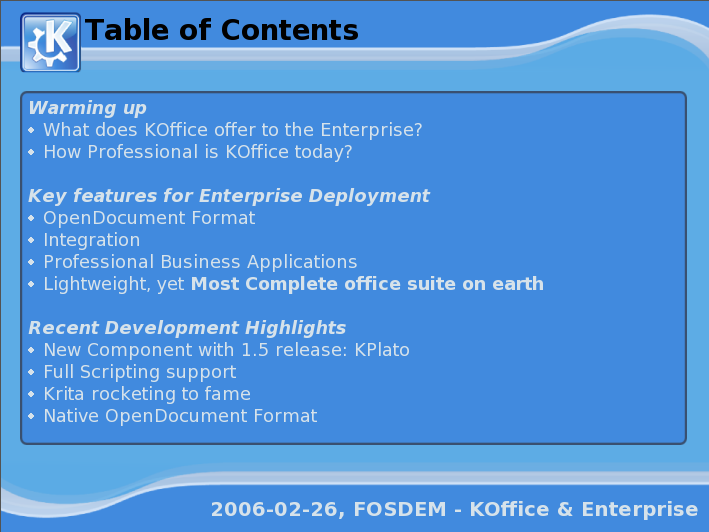 Table of Contents
Warming up
• What does KOffice offer to the Enterprise?
• How Professional is KOffice today?
Key features for Enterprise Deployment
• OpenDocument Format
• Integration
• Professional Business Applications
• Lightweight, yet Most Complete office suite on earth
Recent Development Highlights
• New Component with 1.5 release: KPlato
• Full Scripting support
• Krita rocketing to fame
• Native OpenDocument Format
2006-02-26, FOSDEM - KOffice & Enterprise